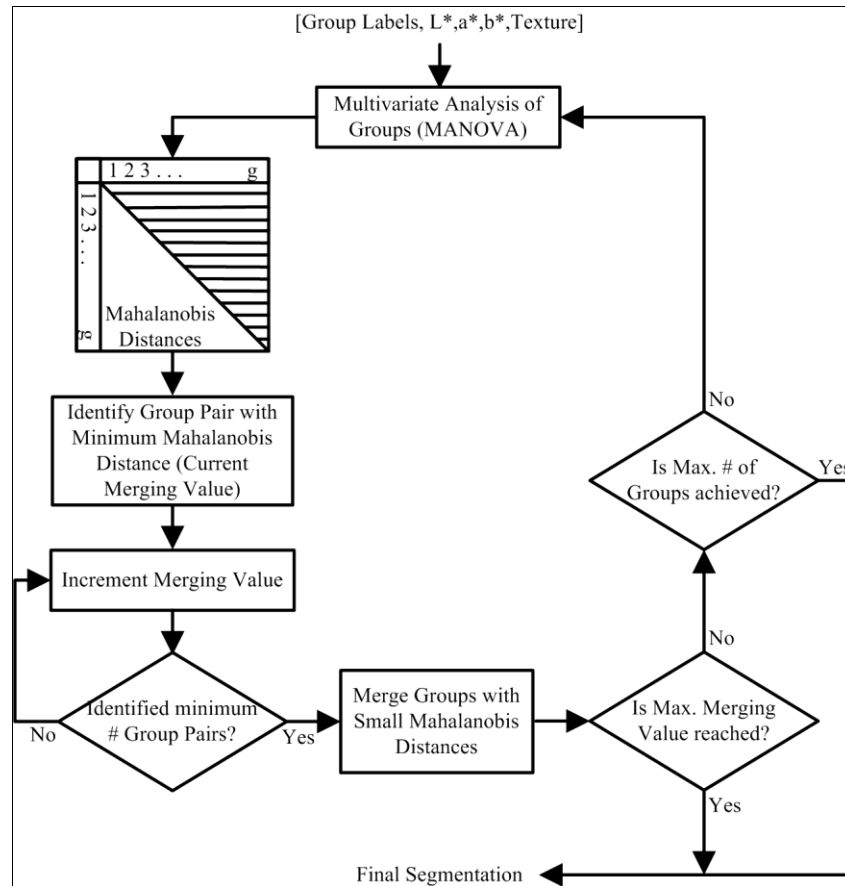 [Group Labels, L*,a*,b*,Texture]
Multivariate Analysis of
Groups (MANOVA)
1 2 3 . . . g
1 2 3 . . . g
Mahalanobis
Distances
Identify Group Pair with
Minimum Mahalanobis
Distance (Current
Merging Value)
Increment Merging Value
Identified minimum
# Group Pairs?
No
Yes
Merge Groups with
Small Mahalanobis
Distances
Is Max. Merging
Value reached?
No
Yes
Is Max. # of
Groups achieved?
No
Yes
Final Segmentation